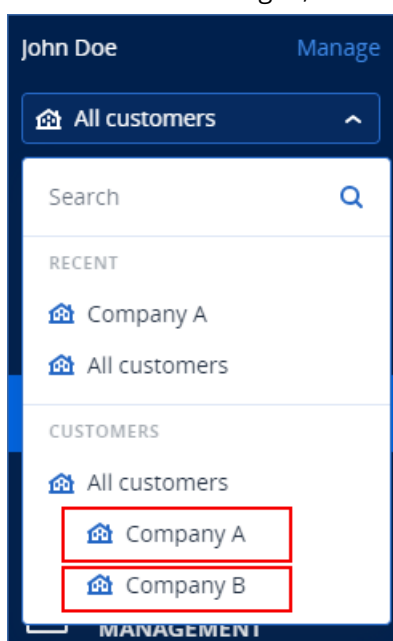 John Doe Manage
All customers
Search
RECENT
Company A
All customers
CUSTOMERS
All customers
Company A
Company B
MANAGEMENT